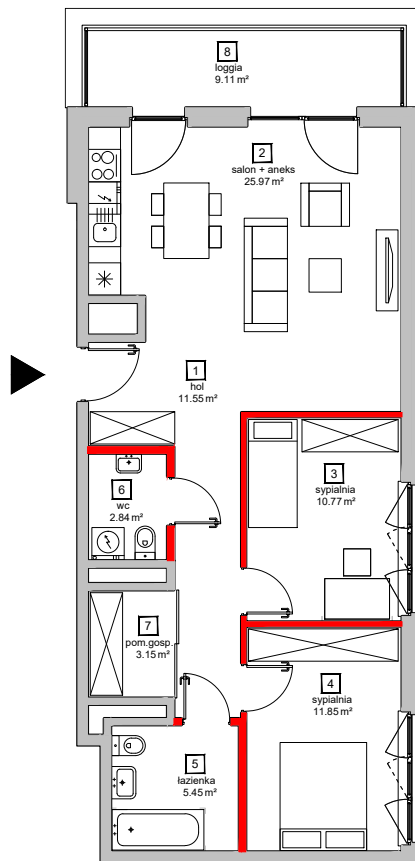 8
loggia
9.11 m²
2
salon + aneks
25.97 m²
1
hol
11.55 m²
3
sypialnia
10.77 m²
6
wc
2.84 m²
7
pom.gosp.
3.15 m²
4
sypialnia
11.85 m²
5
łazienka
5.45 m²